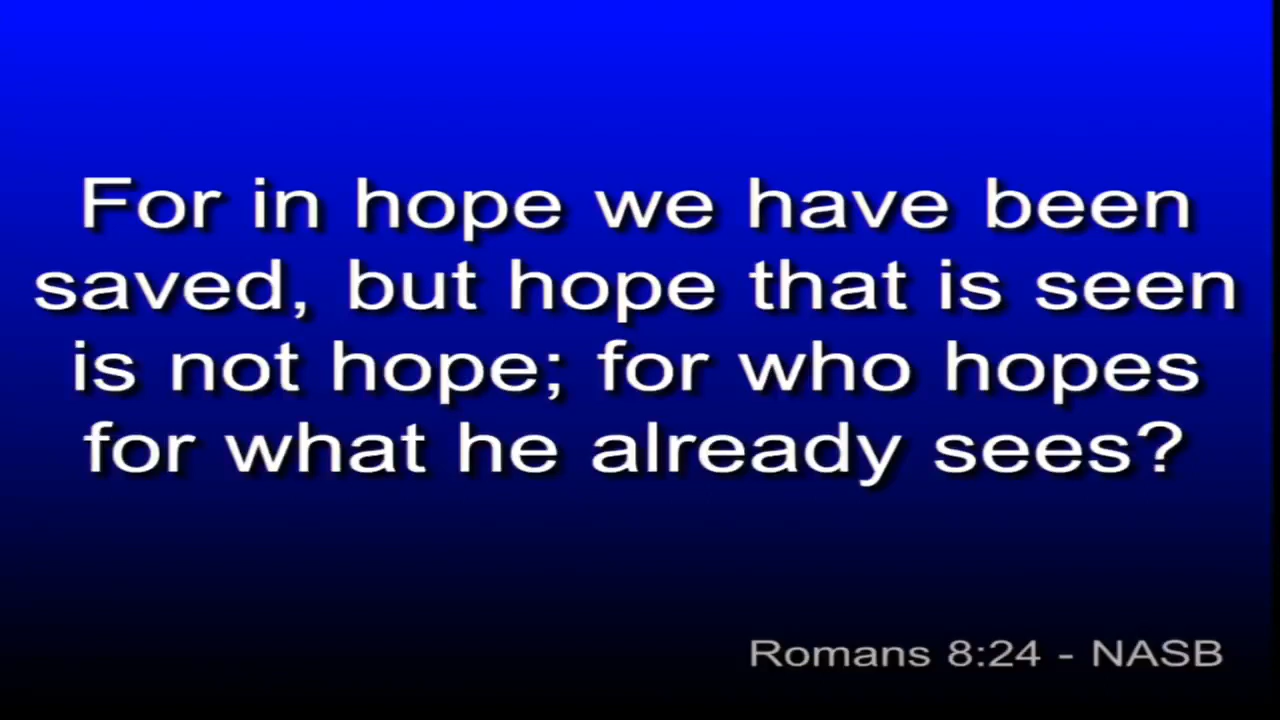 For in hope we have been
saved, but hope that is seen
is not hope; for who hopes
for what he already sees?
Romans 8:24 - NASB